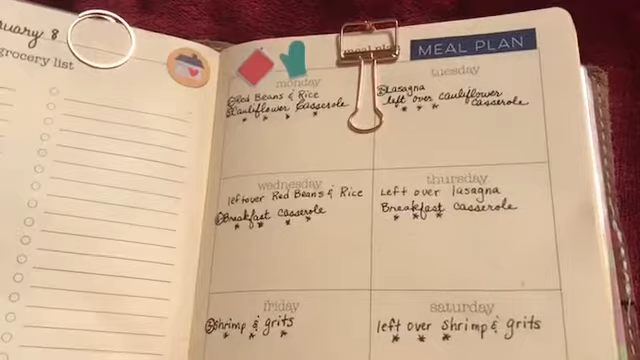 uary 8
grocery list
meal plan
MEAL PLAN
monday
Red Beans & Rice
Cauliflower Casserole
tuesday
Lasagna
left over cauliflower
casserole
wednesday
leftover Red Beans & Rice
Breakfast Casserole
thursday
Left over lasagna
Breakfast casserole
friday
Shrimp & grits
saturday
left over shrimp & grits